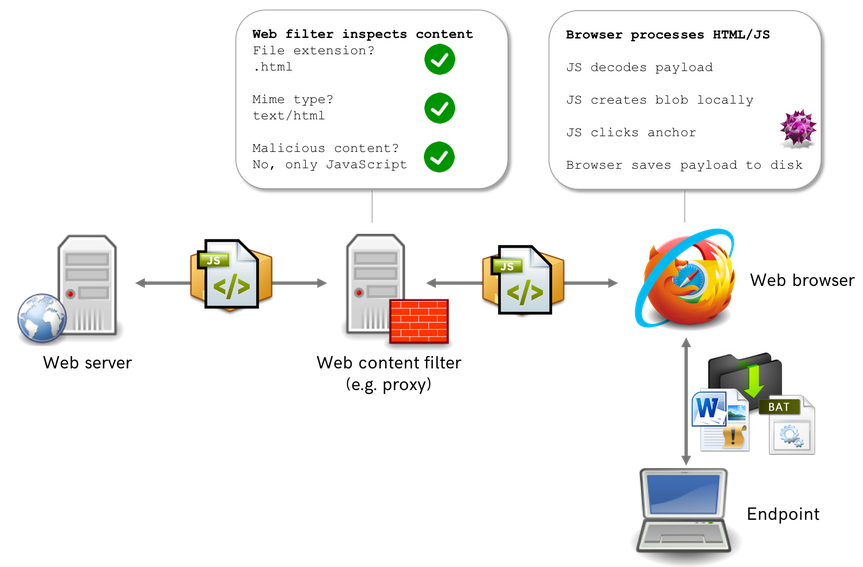 Web filter inspects content
File extension?
.html
Mime type?
text/html
Malicious content?
No, only JavaScript
Browser processes HTML/JS
JS decodes payload
JS creates blob locally
JS clicks anchor
Browser saves payload to disk
JS
</>
JS
</>
Web browser
Web server
Web content filter
(e.g. proxy)
W
BAT
!
Endpoint